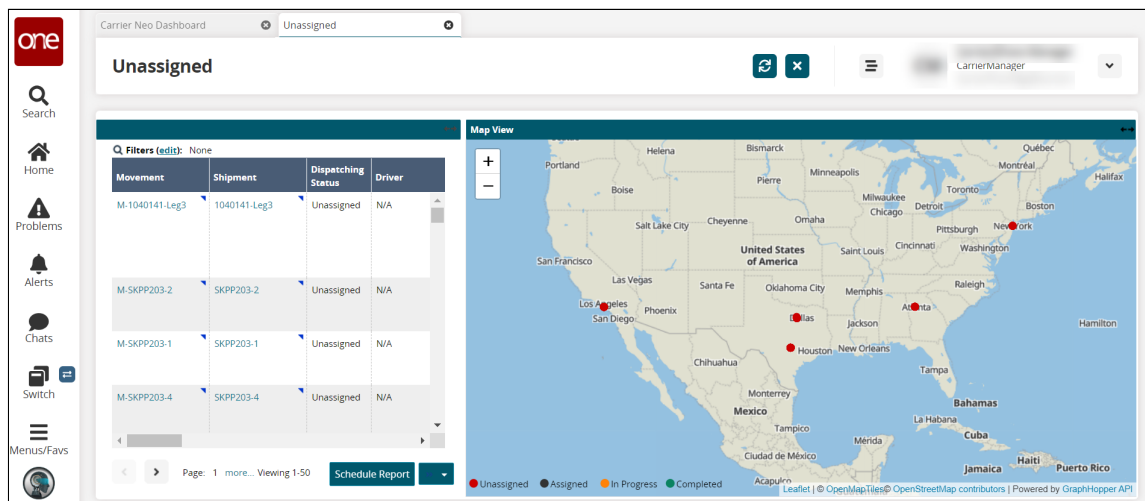 one
Carrier Neo Dashboard
Unassigned
Unassigned
CarrierManager
Search
Home
Problems
Alerts
Chats
Switch
Menus/Favs
Filters (edit): None
Movement Shipment Dispatching Status Driver
M-1040141-Leg3 1040141-Leg3 Unassigned N/A
M-SKPP203-2 SKPP203-2 Unassigned N/A
M-SKPP203-1 SKPP203-1 Unassigned N/A
M-SKPP203-4 SKPP203-4 Unassigned N/A
Page: 1 more... Viewing 1-50
Schedule Report
Map View
+
−
Helena
Bismarck
Québec
Portland
Minneapolis
Montréal
Halifax
Pierre
Boise
Toronto
Milwaukee
Detroit
Boston
Chicago
Salt Lake City
Cheyenne
Omaha
Pittsburgh
New York
United States
of America
Saint Louis
Cincinnati
Washington
San Francisco
Las Vegas
Santa Fe
Oklahoma City
Memphis
Raleigh
Los Angeles
Phoenix
Dallas
Atlanta
San Diego
Jackson
Hamilton
Houston
New Orleans
Chihuahua
Tampa
Monterrey
Bahamas
Mexico
La Habana
Tampico
Cuba
Mérida
Ciudad de México
Haiti
Jamaica
Puerto Rico
Acapulco
Unassigned Assigned In Progress Completed
Leaflet | © OpenMapTiles© OpenStreetMap contributors | Powered by GraphHopper API